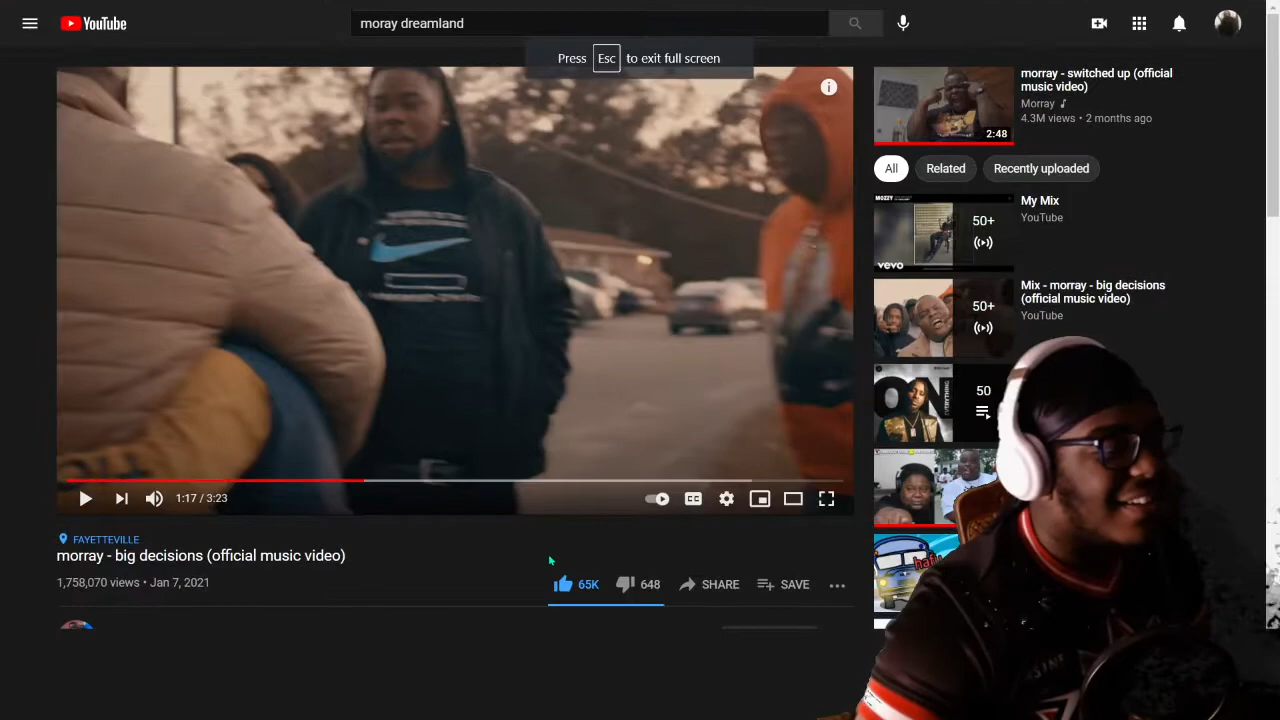 YouTube
moray dreamland
Press Esc to exit full screen
morray - switched up (official
music video)
Morray
4.3M views • 2 months ago
2:48
All Related Recently uploaded
MOZZY
vevo
50+
My Mix
YouTube
50+
Mix - morray - big decisions
(official music video)
YouTube
50
1:17 / 3:23
CC
FAYETTEVILLE
morray - big decisions (official music video)
1,758,070 views • Jan 7, 2021
65K 648 SHARE SAVE